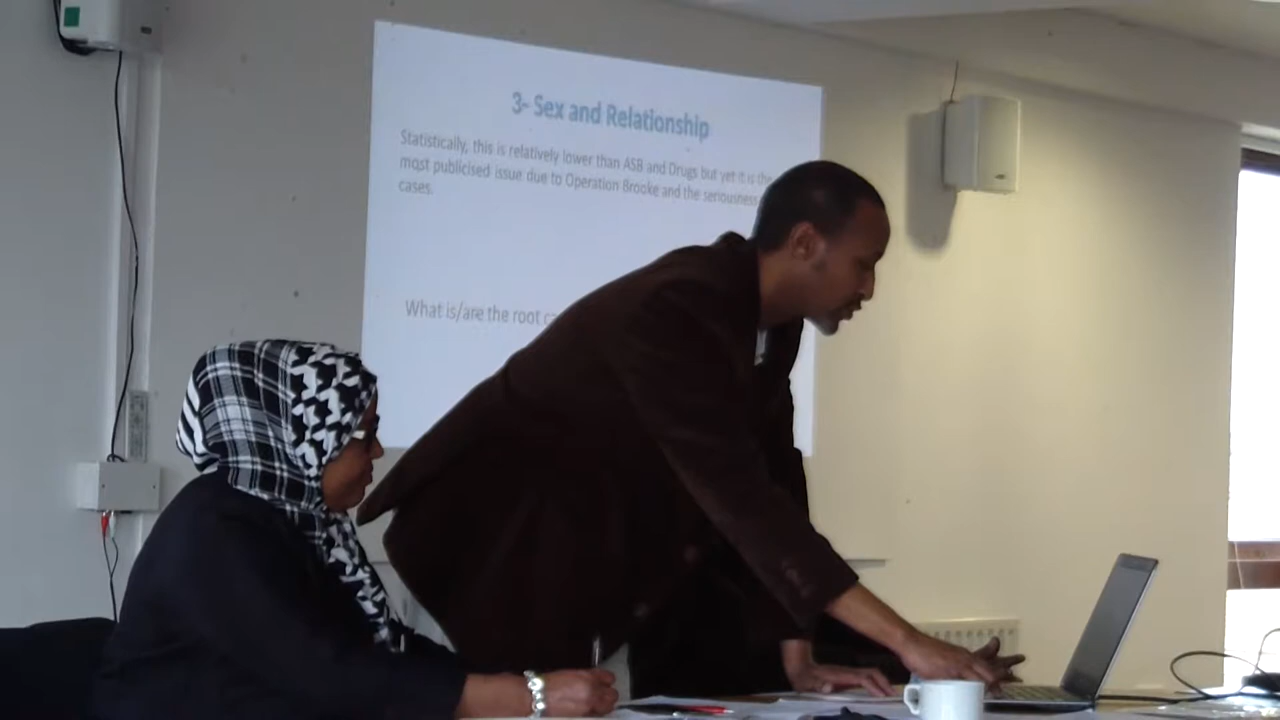 3- Sex and Relationship
Statistically, this is relatively lower than ASB and Drugs but yet it is the
most publicised issue due to Operation Brooke and the seriousness
cases.
What is/are the root